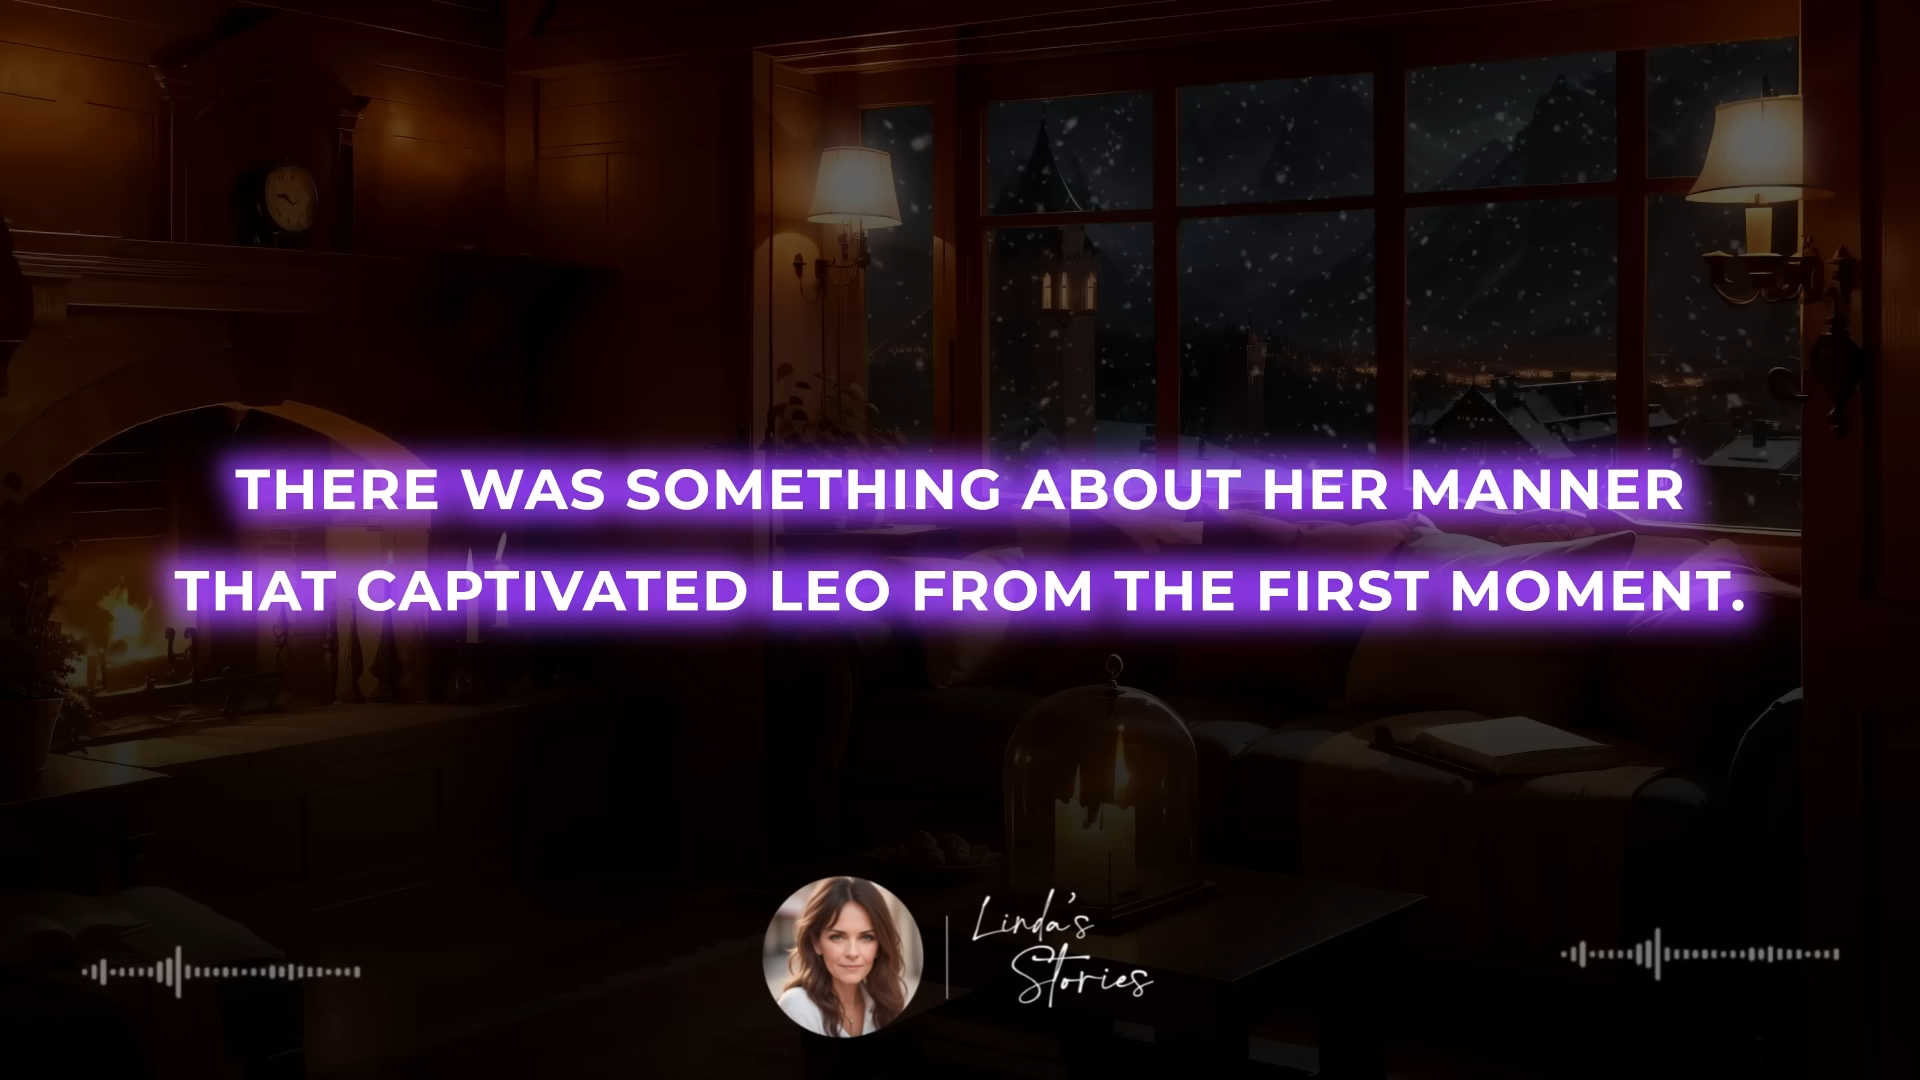 THERE WAS SOMETHING ABOUT HER MANNER
THAT CAPTIVATED LEO FROM THE FIRST MOMENT.
Linda's
Stories